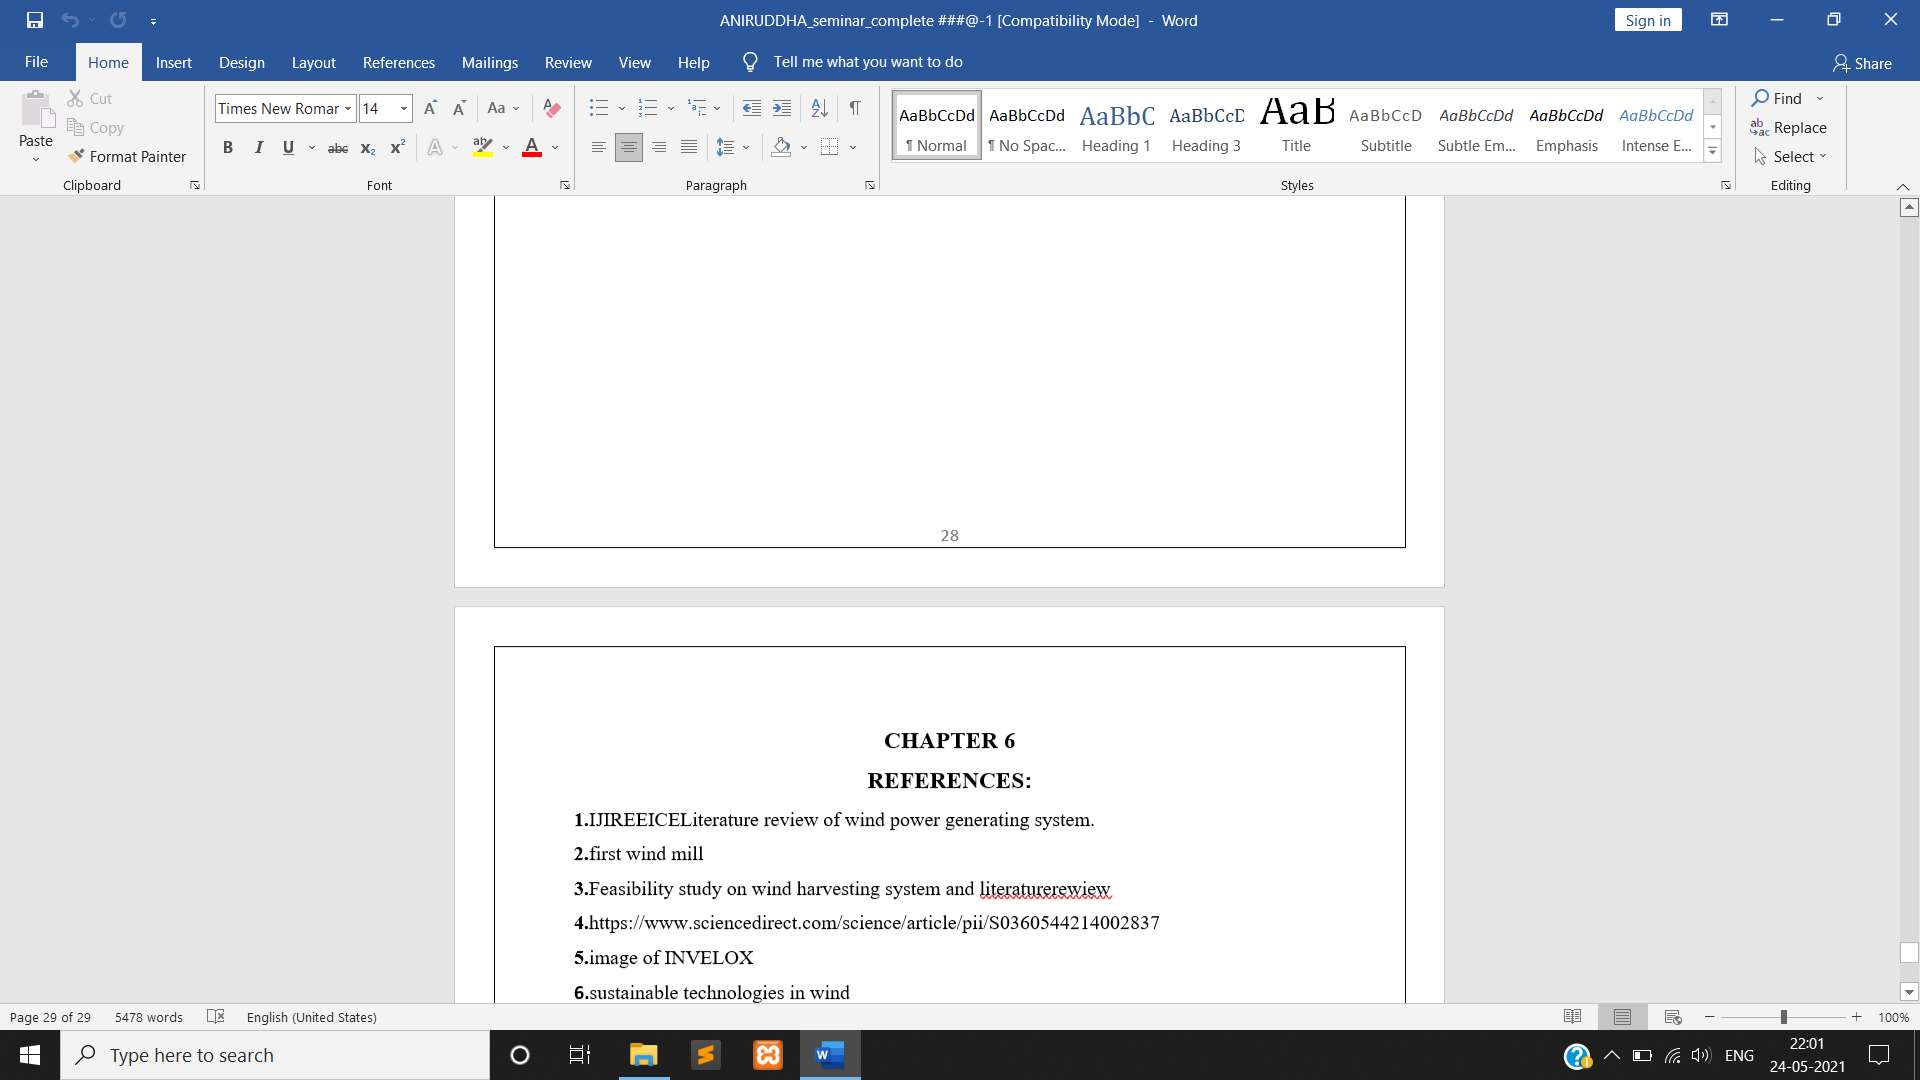 ANIRUDDHA_seminar_complete ###@-1 [Compatibility Mode] - Word
Sign in
File Home Insert Design Layout References Mailings Review View Help Tell me what you want to do Share
Paste
Cut
Copy
Format Painter
Clipboard
Times New Romar 14
Font
Paragraph
AaBbCcDd AaBbCcDd AaBbC AaBbCcD AaB AaBbCcD AaBbCcDd AaBbCcDd AaBbCcDd
¶ Normal ¶ No Spac... Heading 1 Heading 3 Title Subtitle Subtle Em... Emphasis Intense E...
Styles
Find
Replace
Select
Editing
28
CHAPTER 6
REFERENCES:
1.IJIREEICELiterature review of wind power generating system.
2.first wind mill
3.Feasibility study on wind harvesting system and literaturerewiew
4.https://www.sciencedirect.com/science/article/pii/S0360544214002837
5.image of INVELOX
6.sustainable technologies in wind
Page 29 of 29 5478 words English (United States) 100%
Type here to search
ENG
22:01
24-05-2021